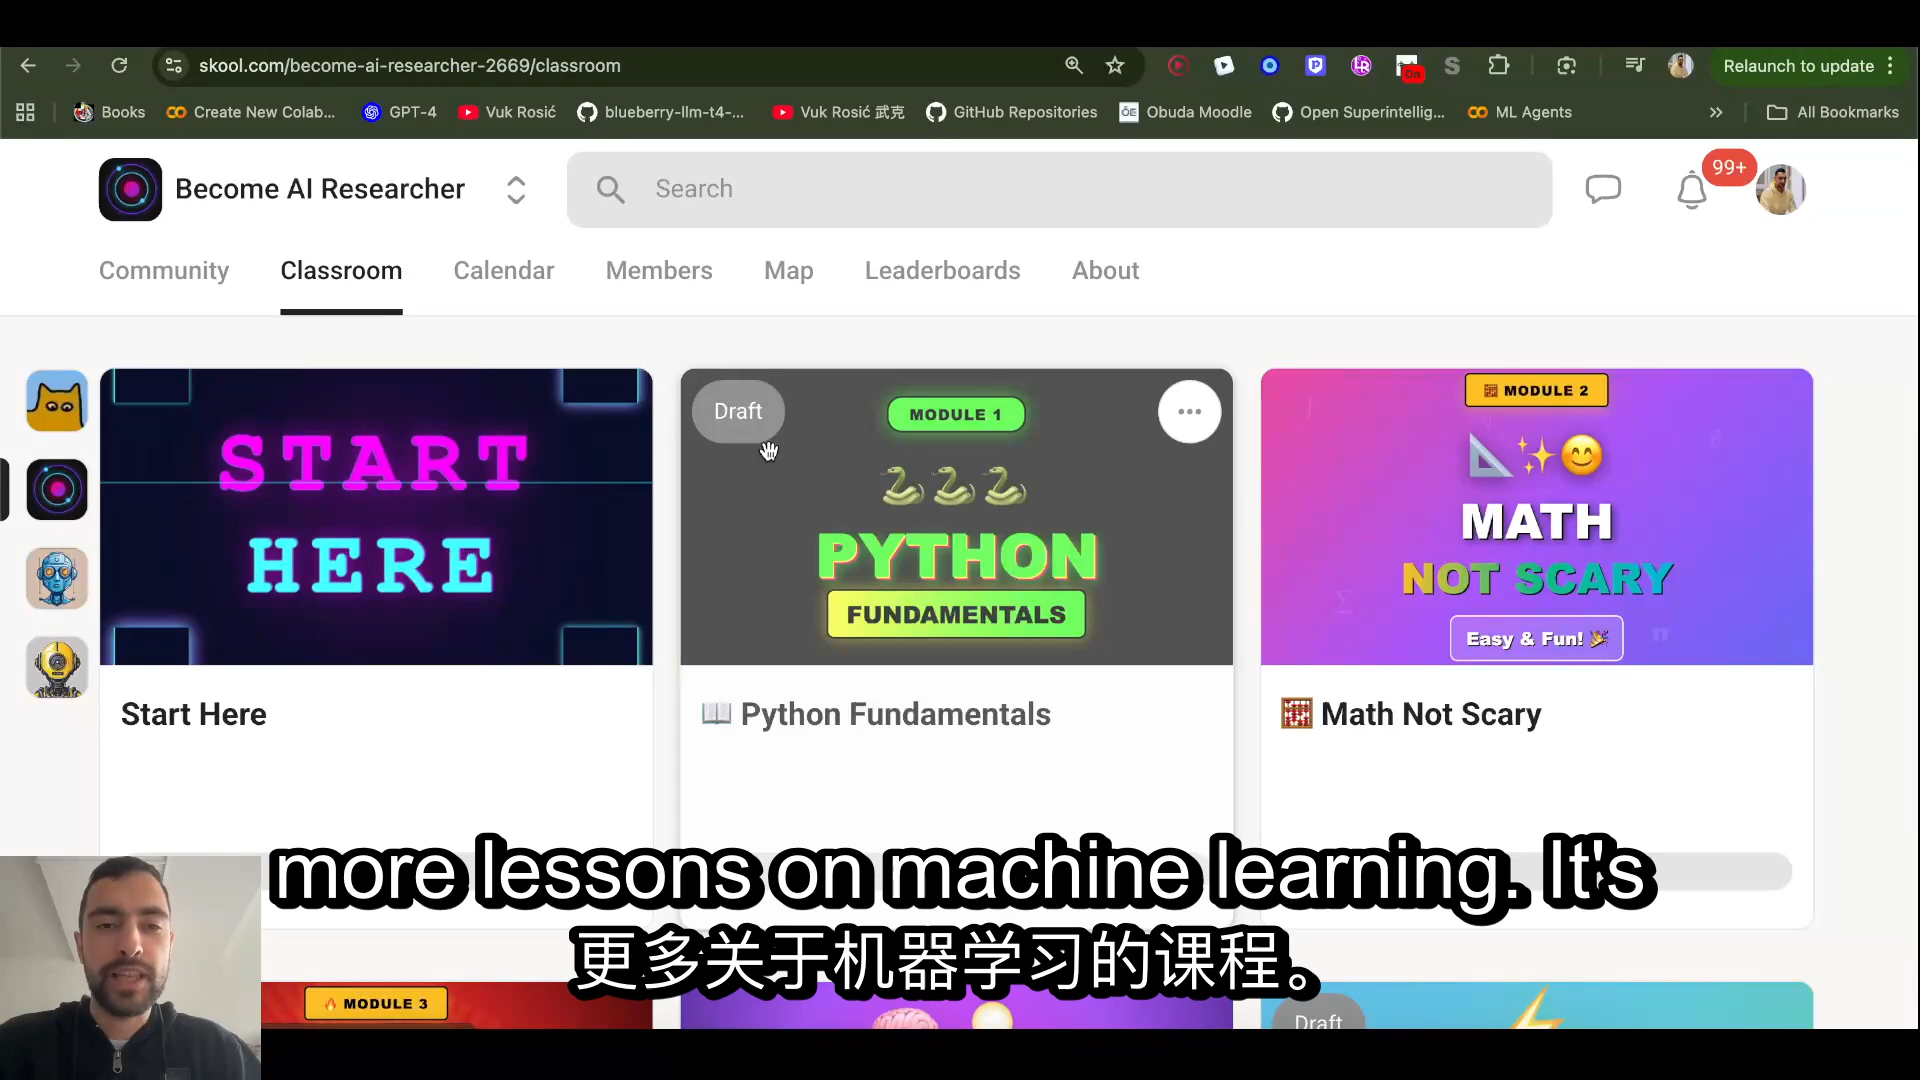 skool.com/become-ai-researcher-2669/classroom
On
Relaunch to update
Books
Create New Colab...
GPT-4
Vuk Rosić
blueberry-llm-t4-...
Vuk Rosić 武克
GitHub Repositories
Obuda Moodle
Open Superintellig...
ML Agents
All Bookmarks
Become AI Researcher
Search
99+
Community
Classroom
Calendar
Members
Map
Leaderboards
About
START
HERE
Start Here
Draft
MODULE 1
PYTHON
FUNDAMENTALS
📖 Python Fundamentals
MODULE 2
MATH
NOT SCARY
Easy & Fun! 🎉
🧮 Math Not Scary
more lessons on machine learning. It's
更多关于机器学习的课程。
🔥 MODULE 3
Draft